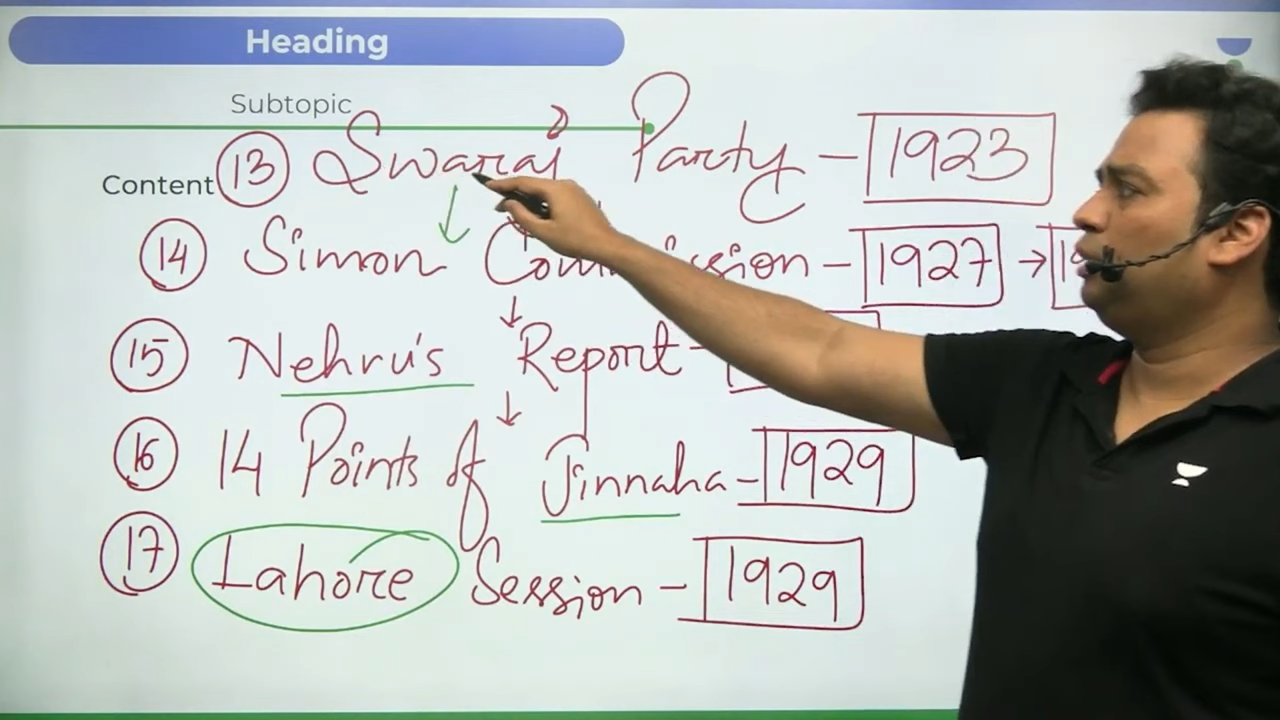 Heading
Subtopic
Content
13 Swaraj Party - 1923
14 Simon Commission - 1927 →
15 Nehru's Report -
16 14 Points of Jinnaha - 1929
17 Lahore Session - 1929